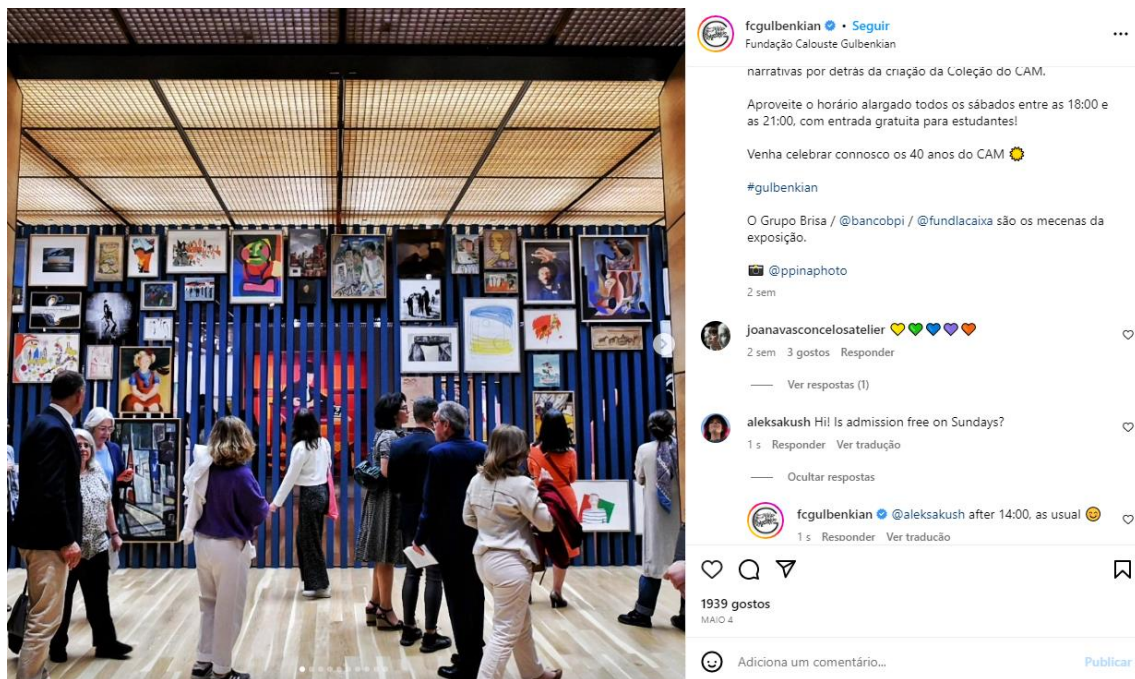 fcgulbenkian • Seguir
Fundação Calouste Gulbenkian
narrativas por detrás da criação da Coleção do CAM.
Aproveite o horário alargado todos os sábados entre as 18:00 e
as 21:00, com entrada gratuita para estudantes!
Venha celebrar connosco os 40 anos do CAM
#gulbenkian
O Grupo Brisa / @bancobpi / @fundlacaixa são os mecenas da
exposição.
📷 @ppinaphoto
2 sem
joanavasconcelosatelier 💛💚💙💜🧡
2 sem 3 gostos Responder
Ver respostas (1)
aleksakush Hi! Is admission free on Sundays?
1 s Responder Ver tradução
Ocultar respostas
fcgulbenkian @aleksakush after 14:00, as usual 😊
1 s Responder Ver tradução
1939 gostos
MAIO 4
Adiciona um comentário... Publicar